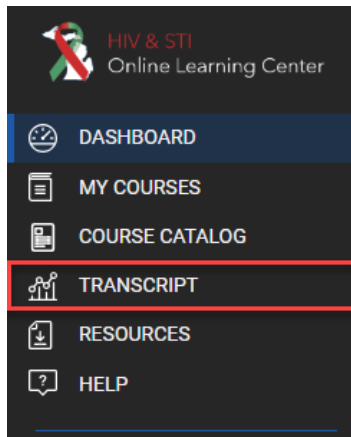 HIV & STI
Online Learning Center
DASHBOARD
MY COURSES
COURSE CATALOG
TRANSCRIPT
RESOURCES
HELP